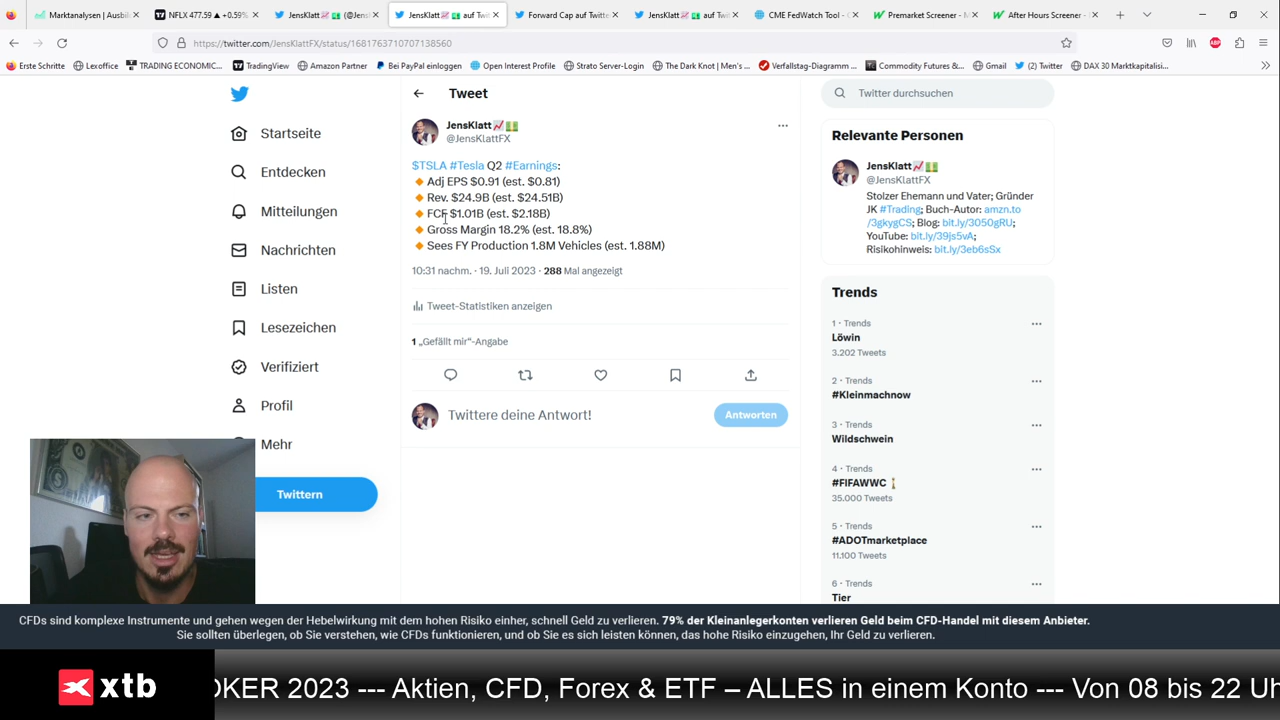 Marktanalysen | Ausbil
NFLX 477.59 ▲ +0.59%
JensKlatt📈💵 (@Jens
JensKlatt📈💵 auf Twit
Forward Cap auf Twitte
JensKlatt📈💵 auf Twi
CME FedWatch Tool - C
Premarket Screener - M
After Hours Screener -
https://twitter.com/JensKlattFX/status/1681763710707138560
Erste Schritte
Lexoffice
TRADING ECONOMIC...
TradingView
Amazon Partner
Bei PayPal einloggen
Open Interest Profile
Strato Server-Login
The Dark Knot | Men's ...
Verfallstag-Diagramm ...
Commodity Futures &...
Gmail
(2) Twitter
DAX 30 Marktkapitalisi...
Startseite
Entdecken
Mitteilungen
Nachrichten
Listen
Lesezeichen
Verifiziert
Profil
Mehr
Twittern
Tweet
JensKlatt📈💵
@JensKlattFX
$TSLA #Tesla Q2 #Earnings:
🔸Adj EPS $0.91 (est. $0.81)
🔸Rev. $24.9B (est. $24.51B)
🔸FCF $1.01B (est. $2.18B)
🔸Gross Margin 18.2% (est. 18.8%)
🔸Sees FY Production 1.8M Vehicles (est. 1.88M)
10:31 nachm. · 19. Juli 2023 · 288 Mal angezeigt
Tweet-Statistiken anzeigen
1 „Gefällt mir“-Angabe
Twittere deine Antwort!
Antworten
Twitter durchsuchen
Relevante Personen
JensKlatt📈💵
@JensKlattFX
Stolzer Ehemann und Vater; Gründer
JK #Trading; Buch-Autor: amzn.to
/3gkygCS; Blog: bit.ly/3050gRU;
YouTube: bit.ly/39js5vA;
Risikohinweis: bit.ly/3eb6sSx
Trends
1 · Trends
Löwin
3.202 Tweets
2 · Trends
#Kleinmachnow
3 · Trends
Wildschwein
4 · Trends
#FIFAWWC
35.000 Tweets
5 · Trends
#ADOTmarketplace
11.100 Tweets
6 · Trends
Tier
CFDs sind komplexe Instrumente und gehen wegen der Hebelwirkung mit dem hohen Risiko einher, schnell Geld zu verlieren. 79% der Kleinanlegerkonten verlieren Geld beim CFD-Handel mit diesem Anbieter.
Sie sollten überlegen, ob Sie verstehen, wie CFDs funktionieren, und ob Sie es sich leisten können, das hohe Risiko einzugehen, Ihr Geld zu verlieren.
xtb
OKER 2023 --- Aktien, CFD, Forex & ETF – ALLES in einem Konto --- Von 08 bis 22 Uh